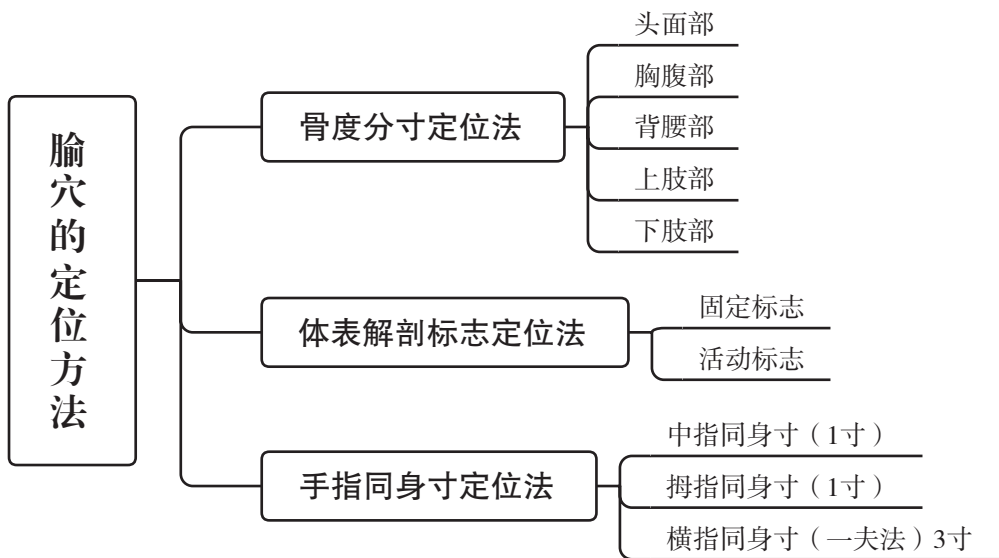 腧穴的定位方法
骨度分寸定位法
头面部
胸腹部
背腰部
上肢部
下肢部
体表解剖标志定位法
固定标志
活动标志
手指同身寸定位法
中指同身寸（1寸）
拇指同身寸（1寸）
横指同身寸（一夫法）3寸